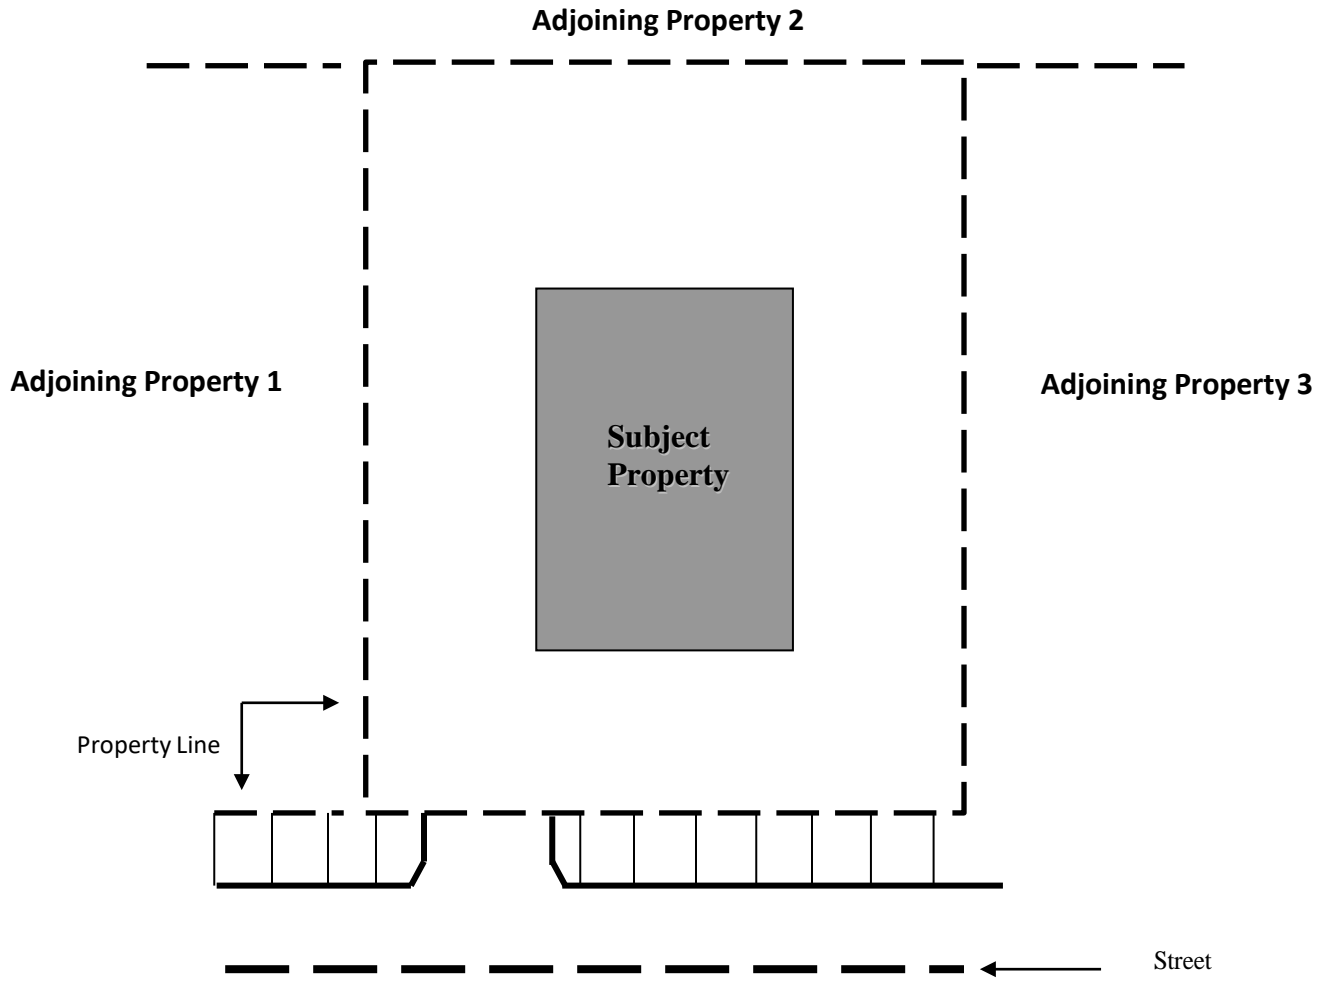 Adjoining Property 2
Adjoining Property 1
Adjoining Property 3
Subject
Property
Property Line
Street